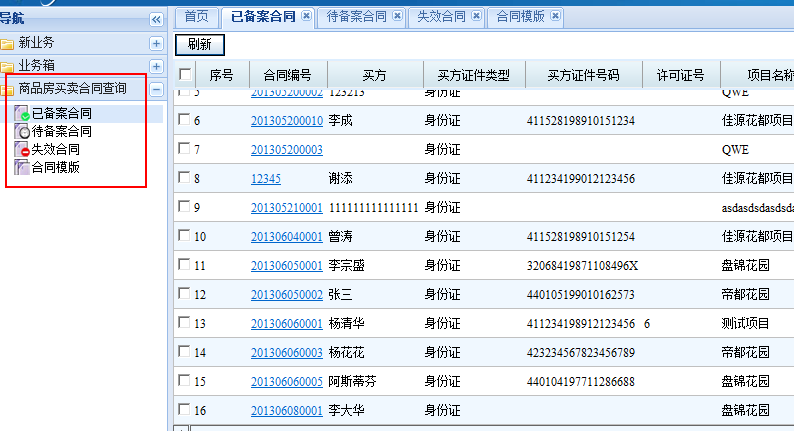 导航
新业务
业务箱
商品房买卖合同查询
已备案合同
待备案合同
失效合同
合同模版
首页 已备案合同 待备案合同 失效合同 合同模版
刷新
序号 合同编号 买方 买方证件类型 买方证件号码 许可证号 项目名称
5 201305200002 123213 身份证 QWE
6 201305200010 李成 身份证 411528198910151234 佳源花都项目
7 201305200003 身份证 QWE
8 12345 谢添 身份证 411234199012123456 佳源花都项目
9 201305210001 111111111111111 身份证 asdasdsdasdsda
10 201306040001 曾涛 身份证 411528198910151254 佳源花都项目
11 201306050001 李宗盛 身份证 32068419871108496X 盘锦花园
12 201306050002 张三 身份证 440105199010162573 帝都花园
13 201306060001 杨清华 身份证 411234198912123456 6 测试项目
14 201306060003 杨花花 身份证 423234567823456789 帝都花园
15 201306060005 阿斯蒂芬 身份证 440104197711286688 盘锦花园
16 201306080001 李大华 身份证 盘锦花园